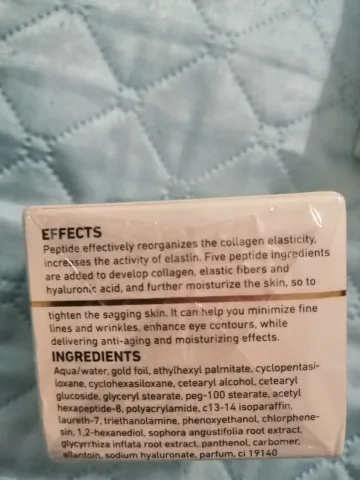 EFFECTS
Peptide effectively reorganizes the collagen elasticity,
increases the activity of elastin. Five peptide ingredients
are added to develop collagen, elastic fibers and
hyaluronic acid, and further moisturize the skin, so to
tighten the sagging skin. It can help you minimize fine
lines and wrinkles, enhance eye contours, while
delivering anti-aging and moisturizing effects.
INGREDIENTS
Aqua/water, gold foil, ethylhexyl palmitate, cyclopentasi-
loxane, cyclohexasiloxane, cetearyl alcohol, cetearyl
glucoside, glyceryl stearate, peg-100 stearate, acetyl
hexapeptide-8, polyacrylamide, c13-14 isoparaffin,
laureth-7, triethanolamine, phenoxyethanol, chlorphene-
sin, 1,2-hexanediol, sophora angustifolia root extract,
glycyrrhiza inflata root extract, panthenol, carbomer,
allantoin, sodium hyaluronate, parfum, ci 19140